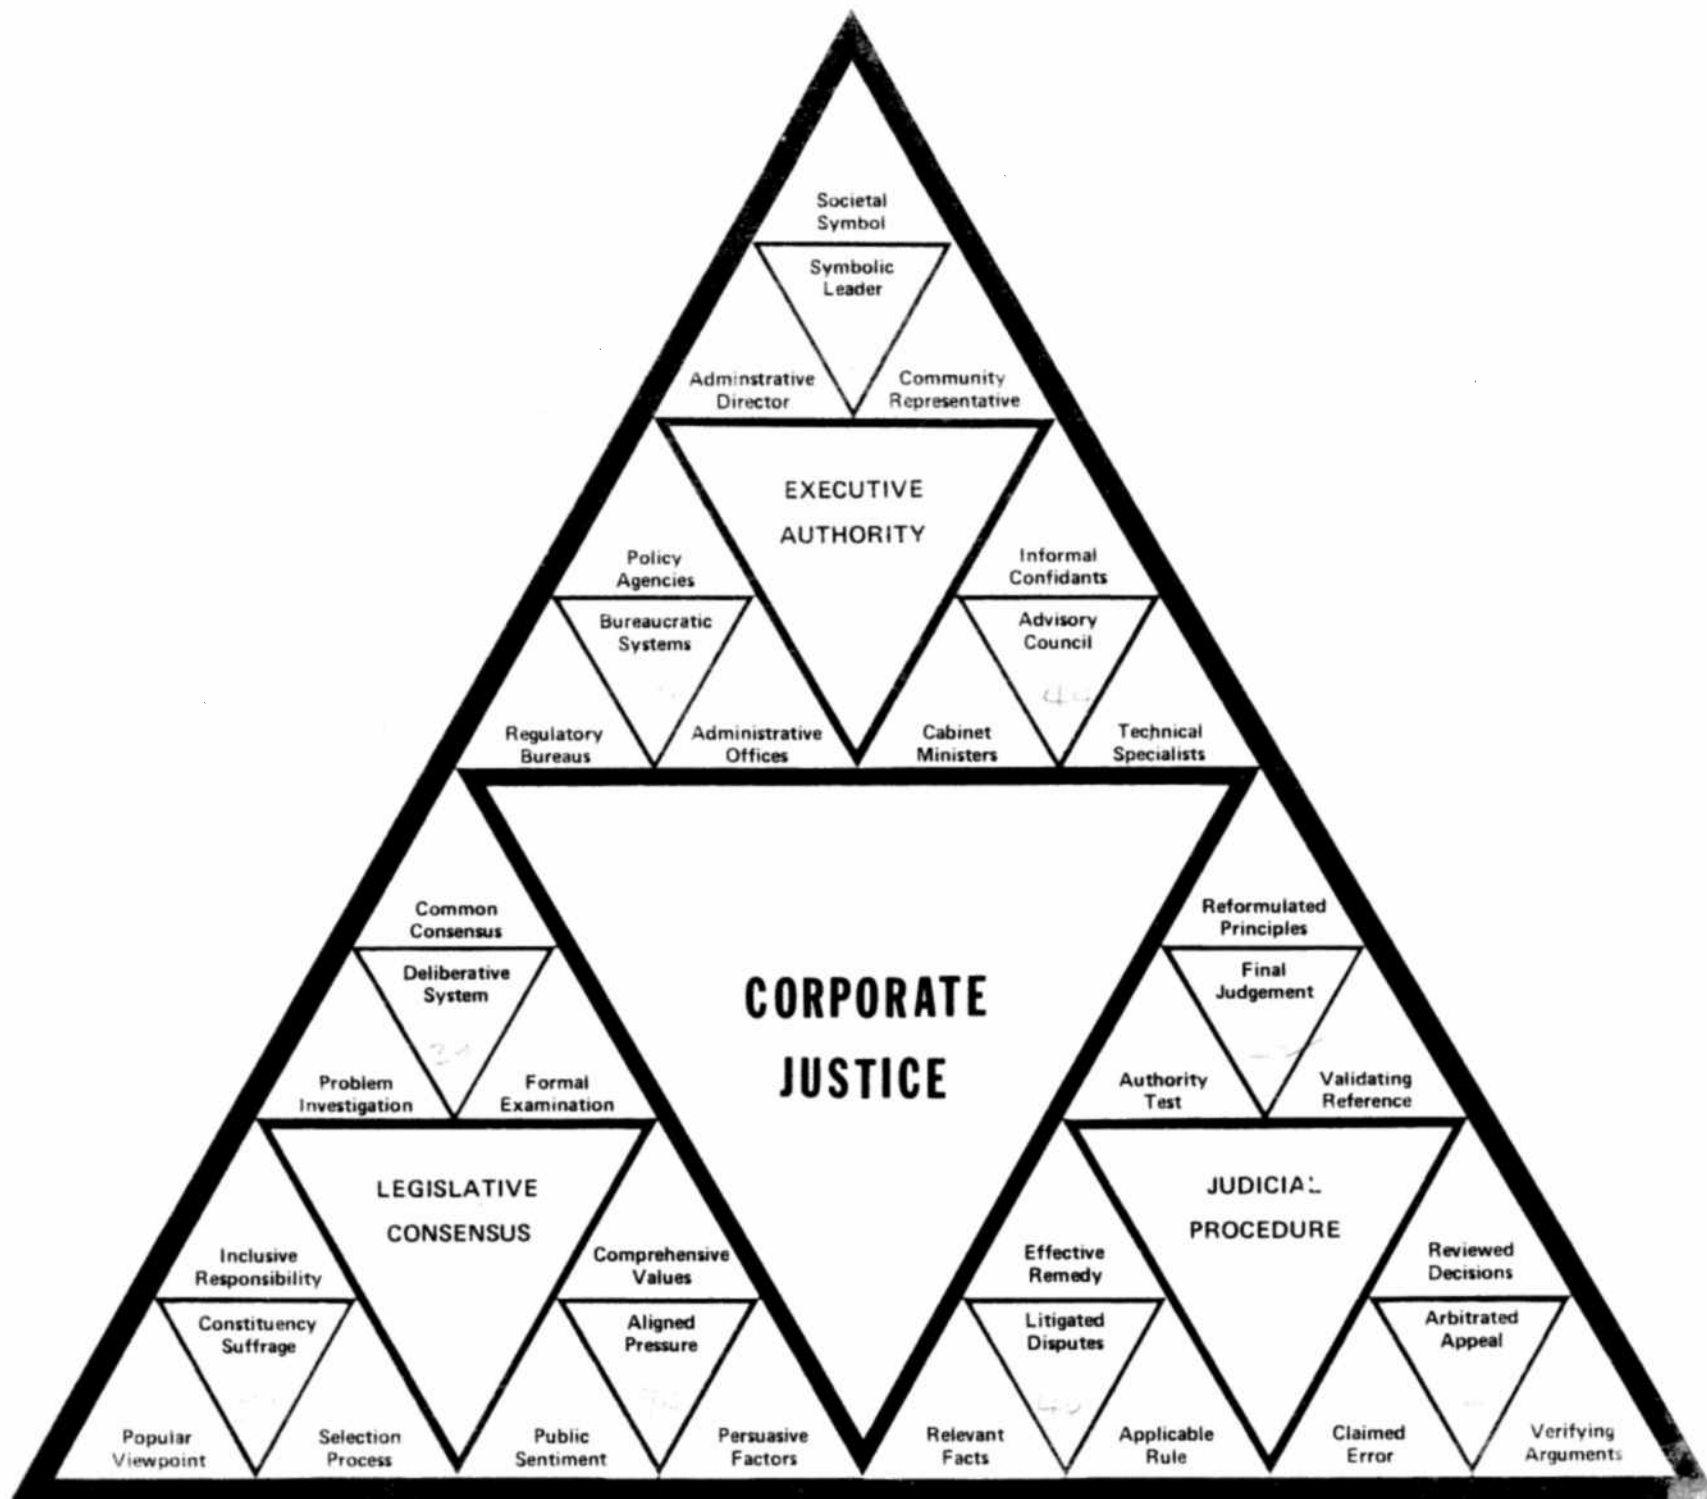 Societal
Symbol
Symbolic
Leader
Adminstrative
Director
Community
Representative
EXECUTIVE
AUTHORITY
Policy
Agencies
Informal
Confidants
Bureaucratic
Systems
Advisory
Council
Regulatory
Bureaus
Administrative
Offices
Cabinet
Ministers
Technical
Specialists
Common
Consensus
Reformulated
Principles
Deliberative
System
Final
Judgement
CORPORATE
JUSTICE
Problem
Investigation
Formal
Examination
Authority
Test
Validating
Reference
LEGISLATIVE
CONSENSUS
JUDICIAL
PROCEDURE
Inclusive
Responsibility
Comprehensive
Values
Effective
Remedy
Reviewed
Decisions
Constituency
Suffrage
Aligned
Pressure
Litigated
Disputes
Arbitrated
Appeal
Popular
Viewpoint
Selection
Process
Public
Sentiment
Persuasive
Factors
Relevant
Facts
Applicable
Rule
Claimed
Error
Verifying
Arguments